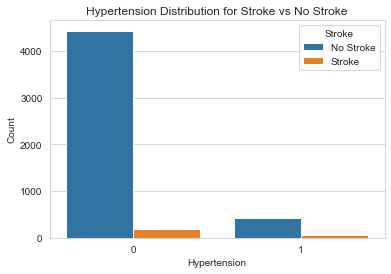 Hypertension Distribution for Stroke vs No Stroke
Stroke
No Stroke
Stroke
Count
4000
3000
2000
1000
0
0 1
Hypertension